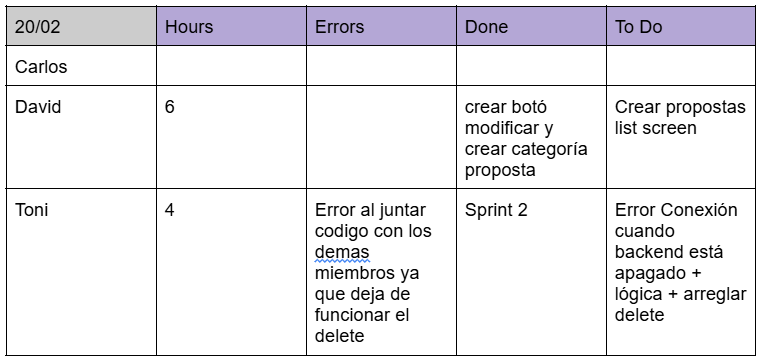 20/02 Hours Errors Done To Do
Carlos
David 6
crear botó
modificar y
crear categoría
proposta
Crear propostas
list screen
Toni 4
Error al juntar
codigo con los
demas
miembros ya
que deja de
funcionar el
delete
Sprint 2
Error Conexión
cuando
backend está
apagado +
lógica + arreglar
delete